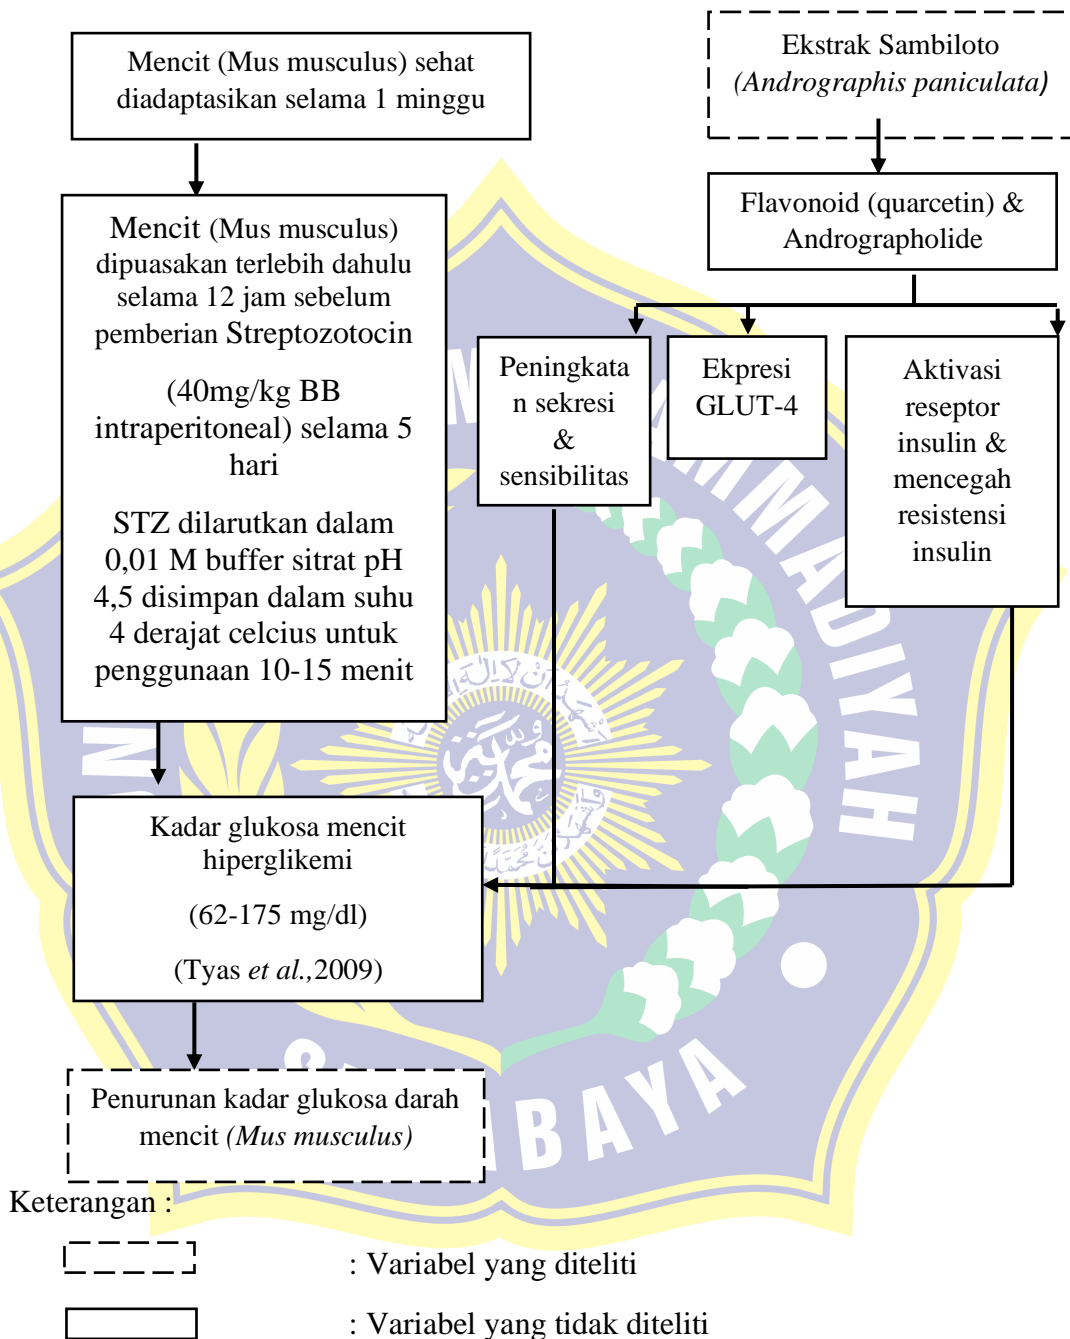 Mencit (Mus musculus) sehat
diadaptasikan selama 1 minggu
Ekstrak Sambiloto
(Andrographis paniculata)
Mencit (Mus musculus)
dipuasakan terlebih dahulu
selama 12 jam sebelum
pemberian Streptozotocin
(40mg/kg BB
intraperitoneal) selama 5
hari
STZ dilarutkan dalam
0,01 M buffer sitrat pH
4,5 disimpan dalam suhu
4 derajat celcius untuk
penggunaan 10-15 menit
Flavonoid (quarcetin) &
Andrographolide
Peningkata
n sekresi
&
sensibilitas
Ekpresi
GLUT-4
Aktivasi
reseptor
insulin &
mencegah
resistensi
insulin
Kadar glukosa mencit
hiperglikemi
(62-175 mg/dl)
(Tyas et al.,2009)
Penurunan kadar glukosa darah
mencit (Mus musculus)
Keterangan :
: Variabel yang diteliti
: Variabel yang tidak diteliti
محمد